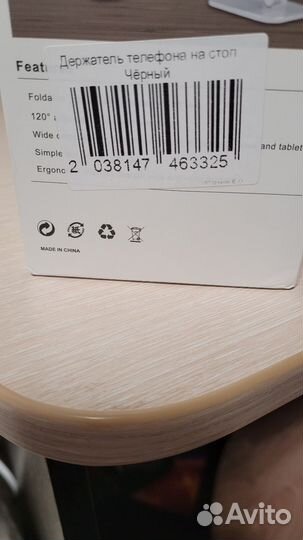 Держатель телефона на стол
Чёрный
Feat
Folda
120°
Wide
Simple
and tablet
Ergono
2 038147 463325
MADE IN CHINA
Avito